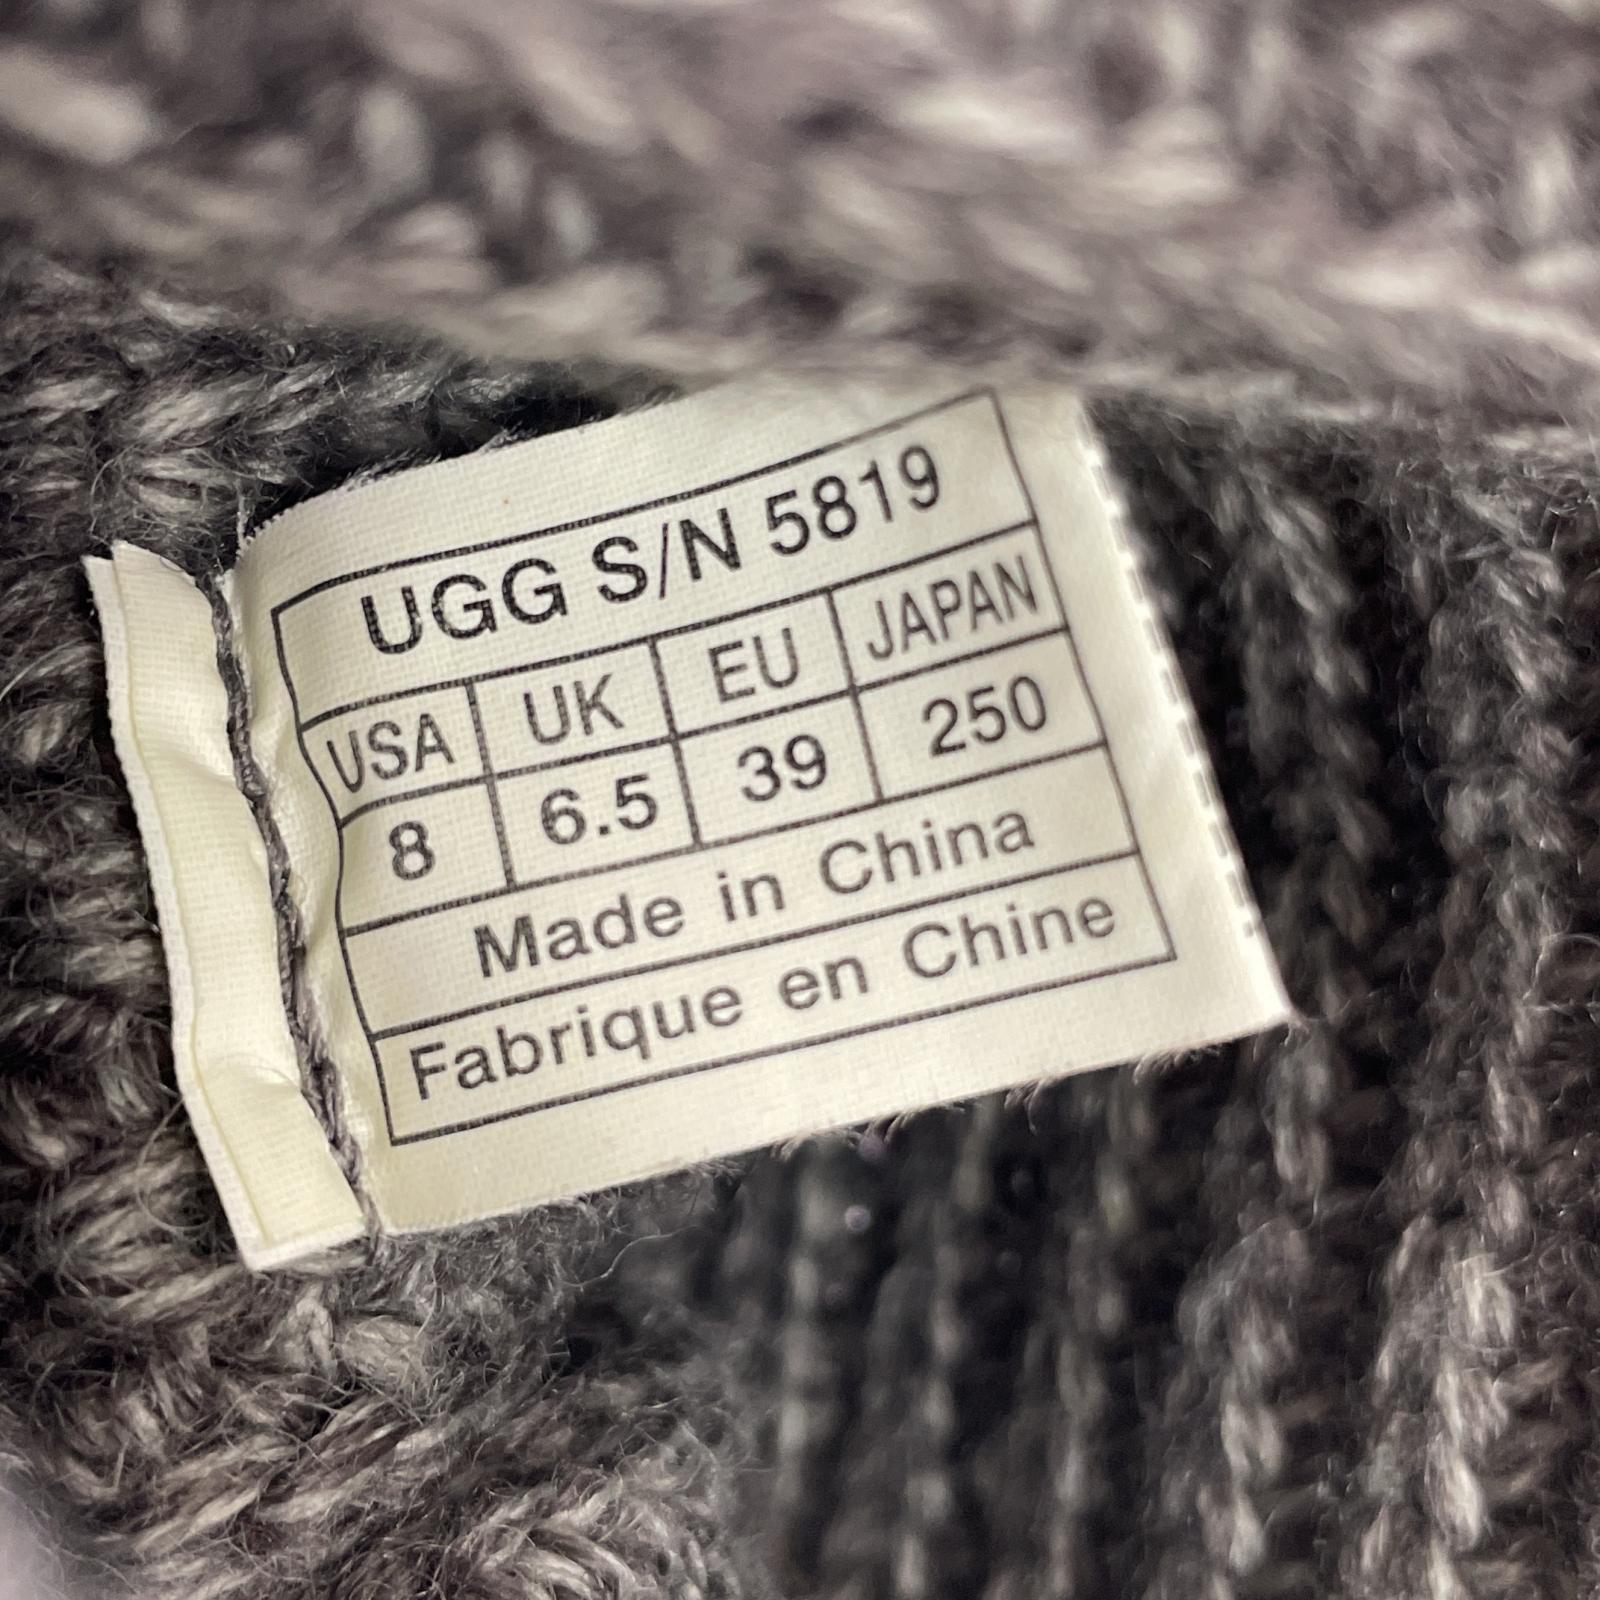 UGG S/N 5819
USA UK EU JAPAN
8 6.5 39 250
Made in China
Fabrique en Chine